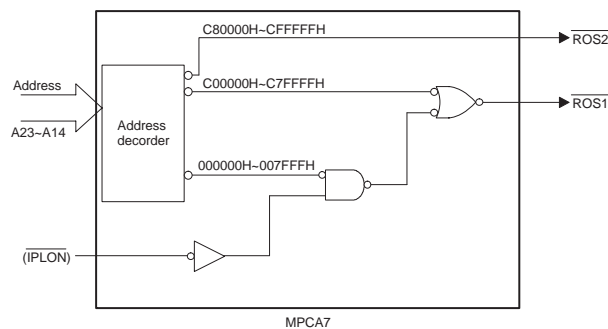 C80000H~CFFFFFH
ROS2
Address
C00000H~C7FFFFH
ROS1
A23~A14
Address
decorder
000000H~007FFFH
(IPLON)
MPCA7